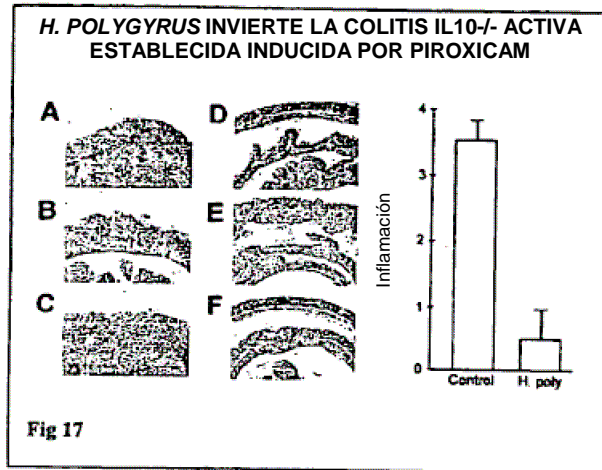 H. POLYGYRUS INVIERTE LA COLITIS IL10-/- ACTIVA
ESTABLECIDA INDUCIDA POR PIROXICAM
A
D
B
E
C
F
Inflamación
4
3
2
1
0
Control
H. poly
Fig 17